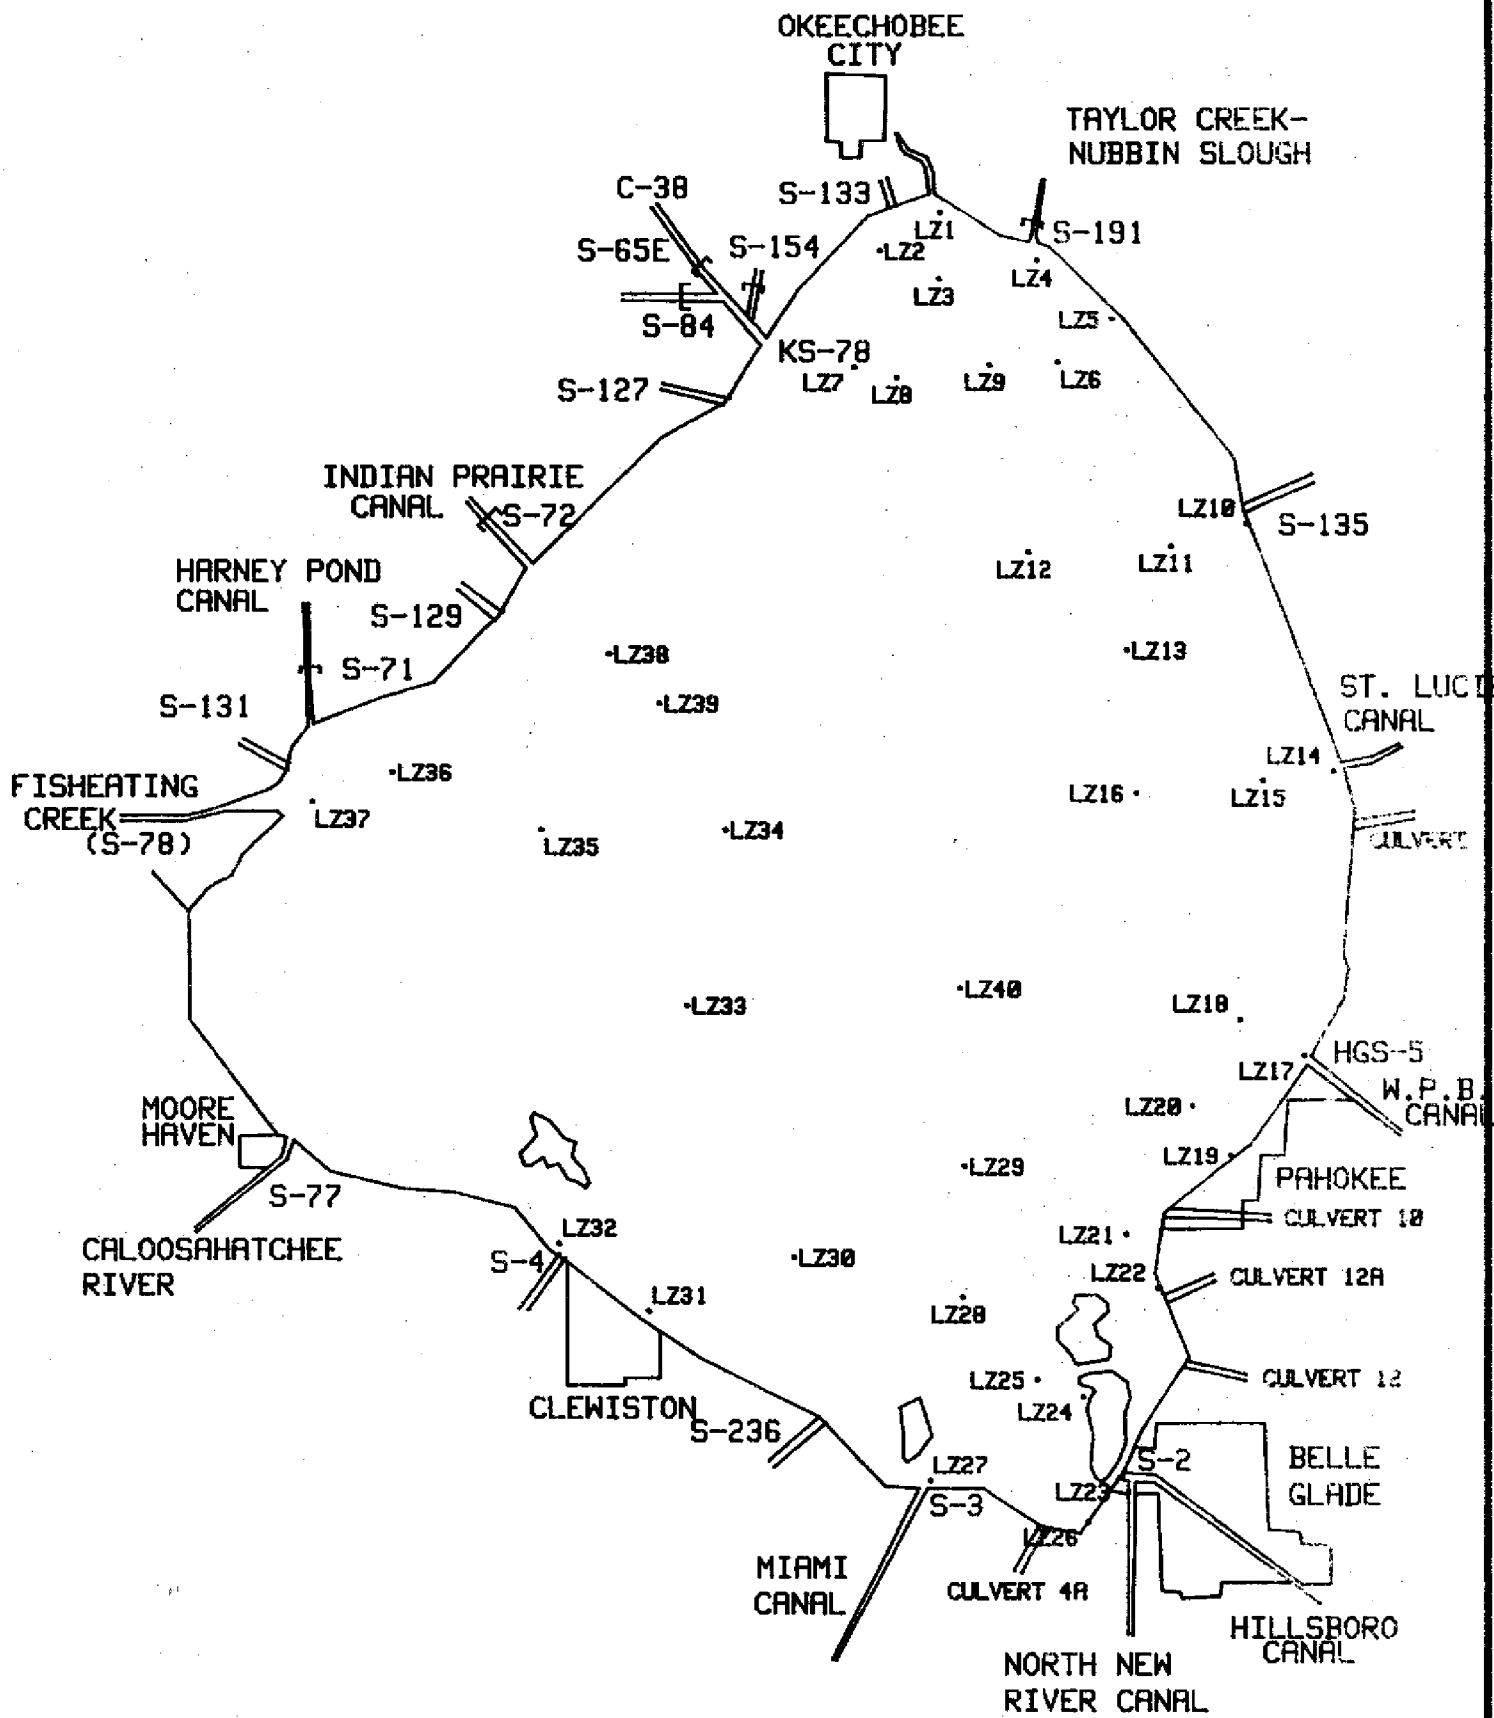 OKEECHOBEE
CITY
TAYLOR CREEK-
NUBBIN SLOUGH
C-38
S-133
S-65E
S-154
LZ1
S-191
LZ2
LZ3
LZ4
S-84
LZ5
KS-78
S-127
LZ7
LZ8
LZ9
LZ6
INDIAN PRAIRIE
CANAL
S-72
LZ10
S-135
HARNEY POND
CANAL
LZ12
LZ11
S-129
S-71
LZ38
LZ13
S-131
LZ39
ST. LUCI
CANAL
LZ36
LZ14
FISHEATING
CREEK
(S-78)
LZ37
LZ16
LZ15
LZ35
LZ34
CULVERT
LZ33
LZ40
LZ18
HGS-5
LZ17
W.P.B.
CANAL
MOORE
HAVEN
LZ20
LZ29
LZ19
PAHOKEE
S-77
CULVERT 10
LZ32
LZ21
CALOOSAHATCHEE
RIVER
S-4
LZ30
LZ22
CULVERT 12A
LZ31
LZ28
LZ25
CULVERT 12
CLEWISTON
LZ24
S-236
LZ27
S-2
BELLE
GLADE
S-3
LZ23
LZ26
MIAMI
CANAL
CULVERT 4A
HILLSBORO
CANAL
NORTH NEW
RIVER CANAL